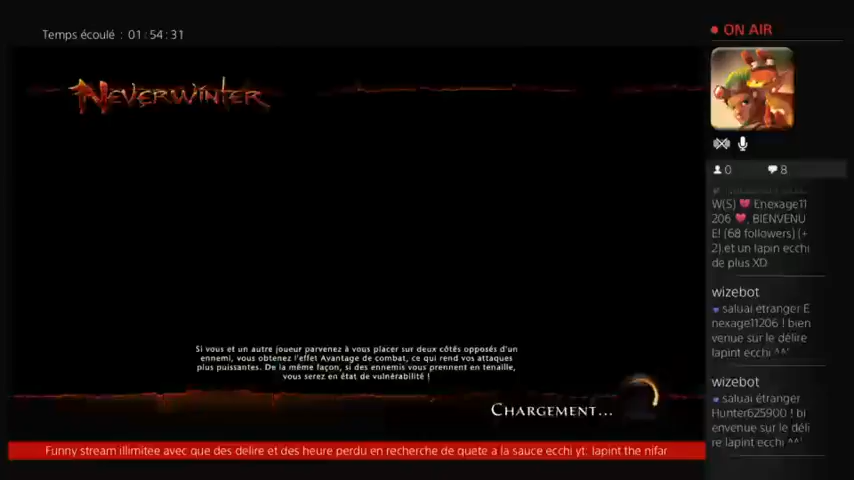 Temps écoulé : 01:54:31
ON AIR
NEVERWINTER
0 8
W(S) ❤ Enexage11
206 ❤, BIENVENU
E! (68 followers) (+
2).et un lapin ecchi
de plus XD
wizebot
saluai etranger E
nexage11206 ! bien
venue sur le délire
lapint ecchi ^^'
wizebot
saluai étranger
Hunter625900 ! bi
envenue sur le déli
re lapint ecchi ^^'
Si vous et un autre joueur parvenez à vous placer sur deux côtés opposés d'un
ennemi, vous obtenez l'effet Avantage de combat, ce qui rend vos attaques
plus puissantes. De la même façon, si des ennemis vous prennent en tenaille,
vous serez en état de vulnérabilité !
CHARGEMENT...
Funny stream illimitee avec que des delire et des heure perdu en recherche de quete a la sauce ecchi yt: lapint the nifar